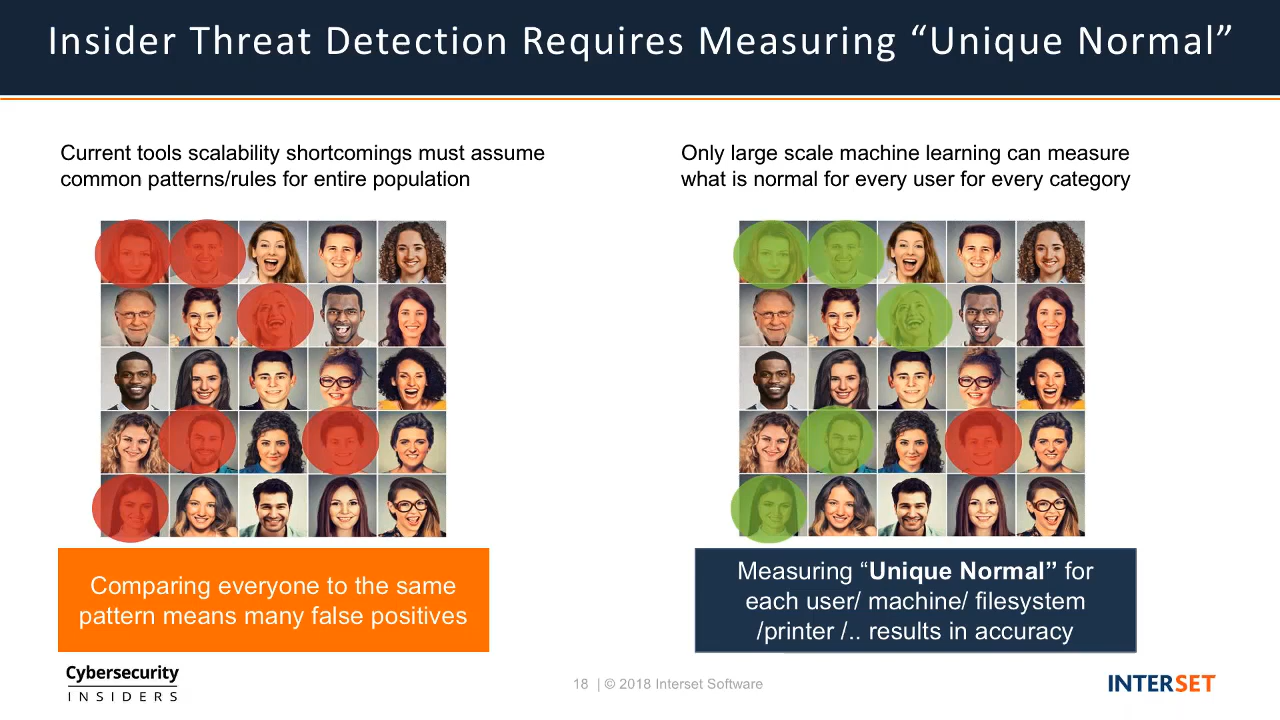 Insider Threat Detection Requires Measuring “Unique Normal”
Current tools scalability shortcomings must assume
common patterns/rules for entire population
Only large scale machine learning can measure
what is normal for every user for every category
Comparing everyone to the same
pattern means many false positives
Measuring “Unique Normal” for
each user/ machine/ filesystem
/printer /.. results in accuracy
Cybersecurity
INSIDERS
18 | © 2018 Interset Software
INTERSET